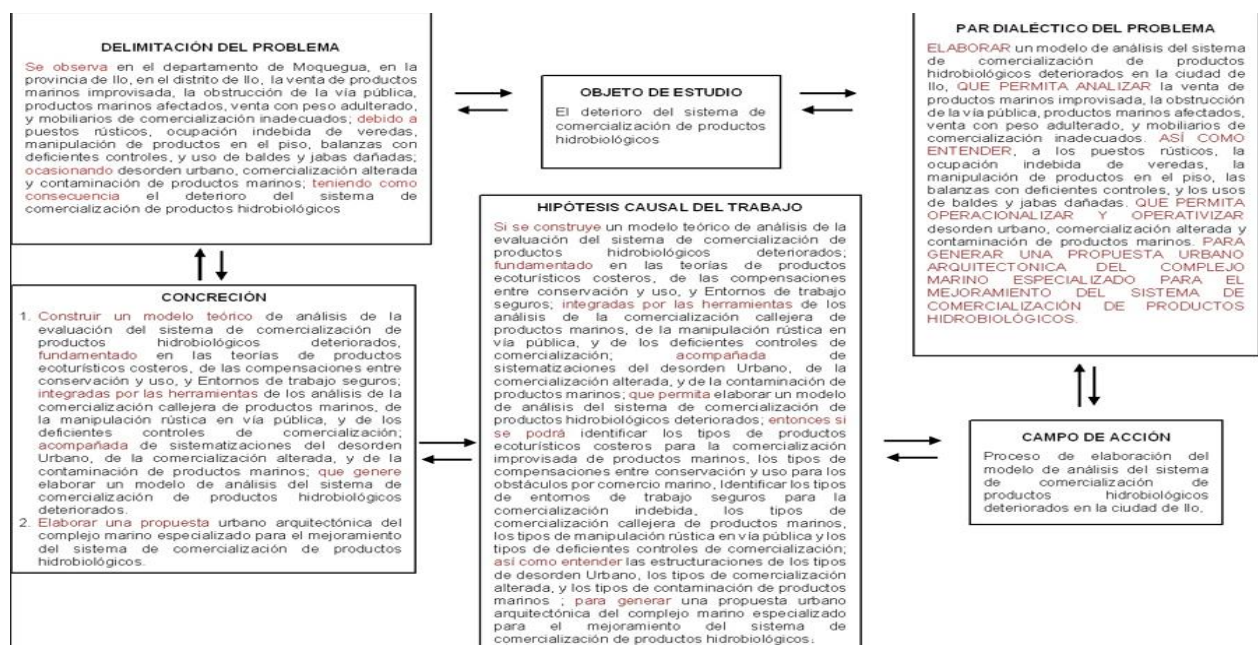 DELIMITACIÓN DEL PROBLEMA
Se observa en el departamento de Moquegua, en la
provincia de Ilo, en el distrito de Ilo, la venta de productos
marinos improvisada, la obstrucción de la vía pública,
productos marinos afectados, venta con peso adulterado,
y mobiliarios de comercialización inadecuados; debido a
puestos rústicos, ocupación indebida de veredas,
manipulación de productos en el piso, balanzas con
deficientes controles, y uso de baldes y jabas dañadas;
ocasionando desorden urbano, comercialización alterada
y contaminación de productos marinos; teniendo como
consecuencia el deterioro del sistema de
comercialización de productos hidrobiológicos
OBJETO DE ESTUDIO
El deterioro del sistema de
comercialización de productos
hidrobiológicos
PAR DIALÉCTICO DEL PROBLEMA
ELABORAR un modelo de análisis del sistema
de comercialización de productos
hidrobiológicos deteriorados en la ciudad de
Ilo, QUE PERMITA ANALIZAR la venta de
productos marinos improvisada, la obstrucción
de la vía pública, productos marinos afectados,
venta con peso adulterado, y mobiliarios de
comercialización inadecuados. ASÍ COMO
ENTENDER, a los puestos rústicos, la
ocupación indebida de veredas, la
manipulación de productos en el piso, las
balanzas con deficientes controles, y los usos
de baldes y jabas dañadas. QUE PERMITA
OPERACIONALIZAR Y OPERATIVIZAR
desorden urbano, comercialización alterada y
contaminación de productos marinos. PARA
GENERAR UNA PROPUESTA URBANO
ARQUITECTONICA DEL COMPLEJO
MARINO ESPECIALIZADO PARA EL
MEJORAMIENTO DEL SISTEMA DE
COMERCIALIZACIÓN DE PRODUCTOS
HIDROBIOLÓGICOS.
CONCRECIÓN
1. Construir un modelo teórico de análisis de la
evaluación del sistema de comercialización de
productos hidrobiológicos deteriorados,
fundamentado en las teorías de productos
ecoturísticos costeros, de las compensaciones entre
conservación y uso, y Entornos de trabajo seguros;
integradas por las herramientas de los análisis de la
comercialización callejera de productos marinos, de
la manipulación rústica en vía pública, y de los
deficientes controles de comercialización;
acompañada de sistematizaciones del desorden
Urbano, de la comercialización alterada, y de la
contaminación de productos marinos; que genere
elaborar un modelo de análisis del sistema de
comercialización de productos hidrobiológicos
deteriorados.
2. Elaborar una propuesta urbano arquitectónica del
complejo marino especializado para el mejoramiento
del sistema de comercialización de productos
hidrobiológicos.
HIPÓTESIS CAUSAL DEL TRABAJO
Si se construye un modelo teórico de análisis de la
evaluación del sistema de comercialización de
productos hidrobiológicos deteriorados;
fundamentado en las teorías de productos
ecoturísticos costeros, de las compensaciones
entre conservación y uso, y Entornos de trabajo
seguros; integradas por las herramientas de los
análisis de la comercialización callejera de
productos marinos, de la manipulación rústica en
vía pública, y de los deficientes controles de
comercialización; acompañada de
sistematizaciones del desorden Urbano, de la
comercialización alterada, y de la contaminación de
productos marinos; que permita elaborar un modelo
de análisis del sistema de comercialización de
productos hidrobiológicos deteriorados; entonces si
se podrá identificar los tipos de productos
ecoturísticos costeros para la comercialización
improvisada de productos marinos, los tipos de
compensaciones entre conservación y uso para los
obstáculos por comercio marino, Identificar los tipos
de entornos de trabajo seguros para la
comercialización indebida, los tipos de
comercialización callejera de productos marinos,
los tipos de manipulación rústica en vía pública y los
tipos de deficientes controles de comercialización;
así como entender las estructuraciones de los tipos
de desorden Urbano, los tipos de comercialización
alterada, y los tipos de contaminación de productos
marinos ; para generar una propuesta urbano
arquitectónica del complejo marino especializado
para el mejoramiento del sistema de
comercialización de productos hidrobiológicos.
CAMPO DE ACCIÓN
Proceso de elaboración del
modelo de análisis del sistema
de comercialización de
productos hidrobiológicos
deteriorados en la ciudad de Ilo,